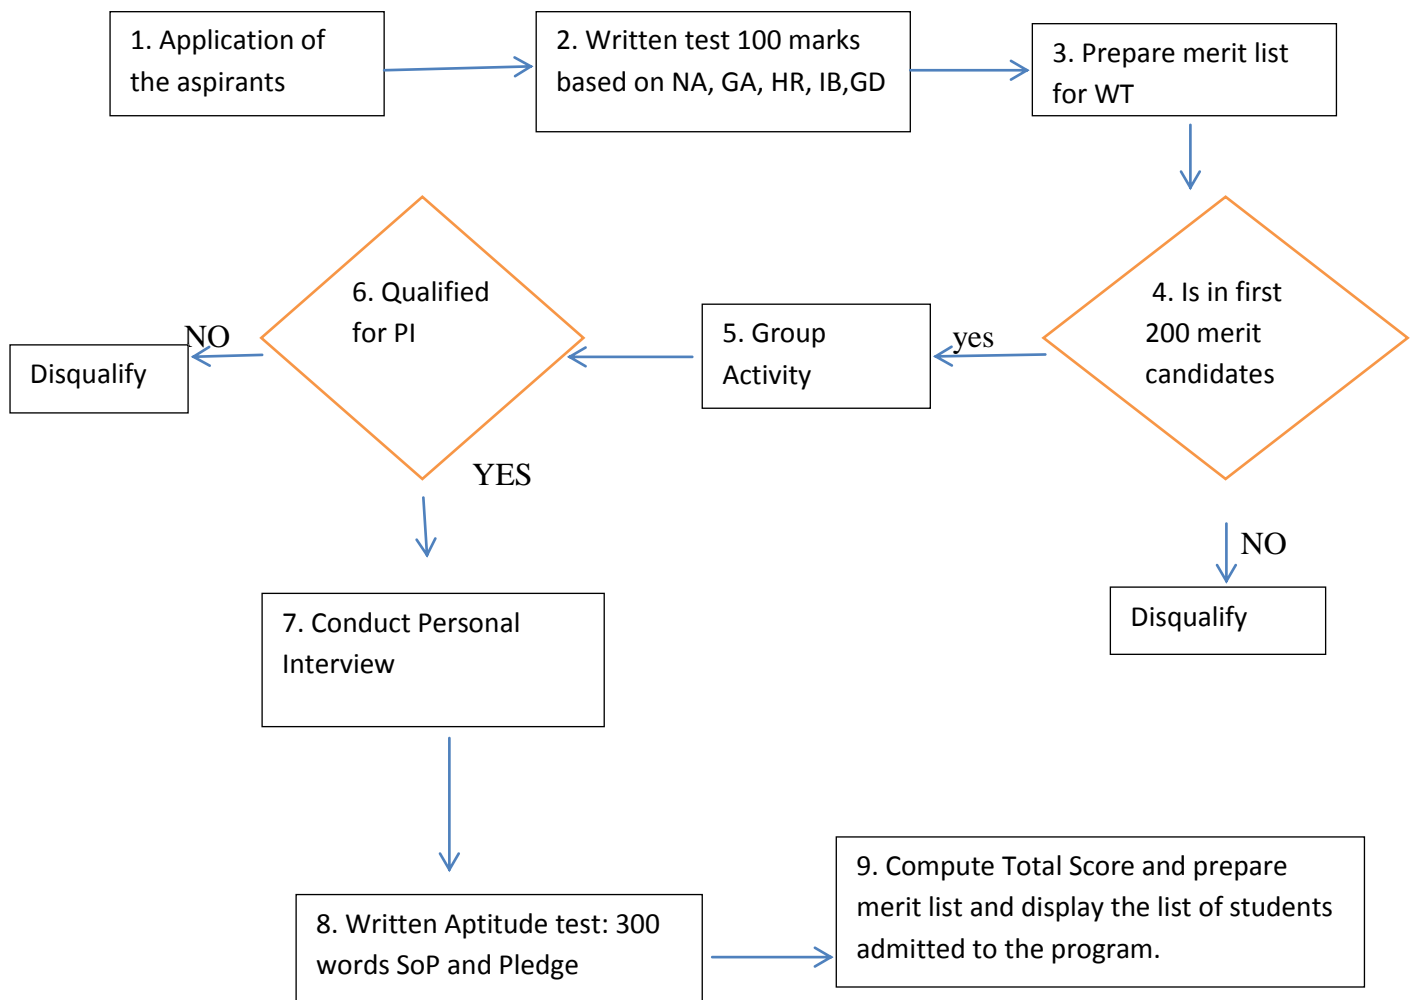 1. Application of
the aspirants
2. Written test 100 marks
based on NA, GA, HR, IB,GD
3. Prepare merit list
for WT
4. Is in first
200 merit
candidates
yes
NO
Disqualify
5. Group
Activity
6. Qualified
for PI
NO
Disqualify
YES
7. Conduct Personal
Interview
8. Written Aptitude test: 300
words SoP and Pledge
9. Compute Total Score and prepare
merit list and display the list of students
admitted to the program.